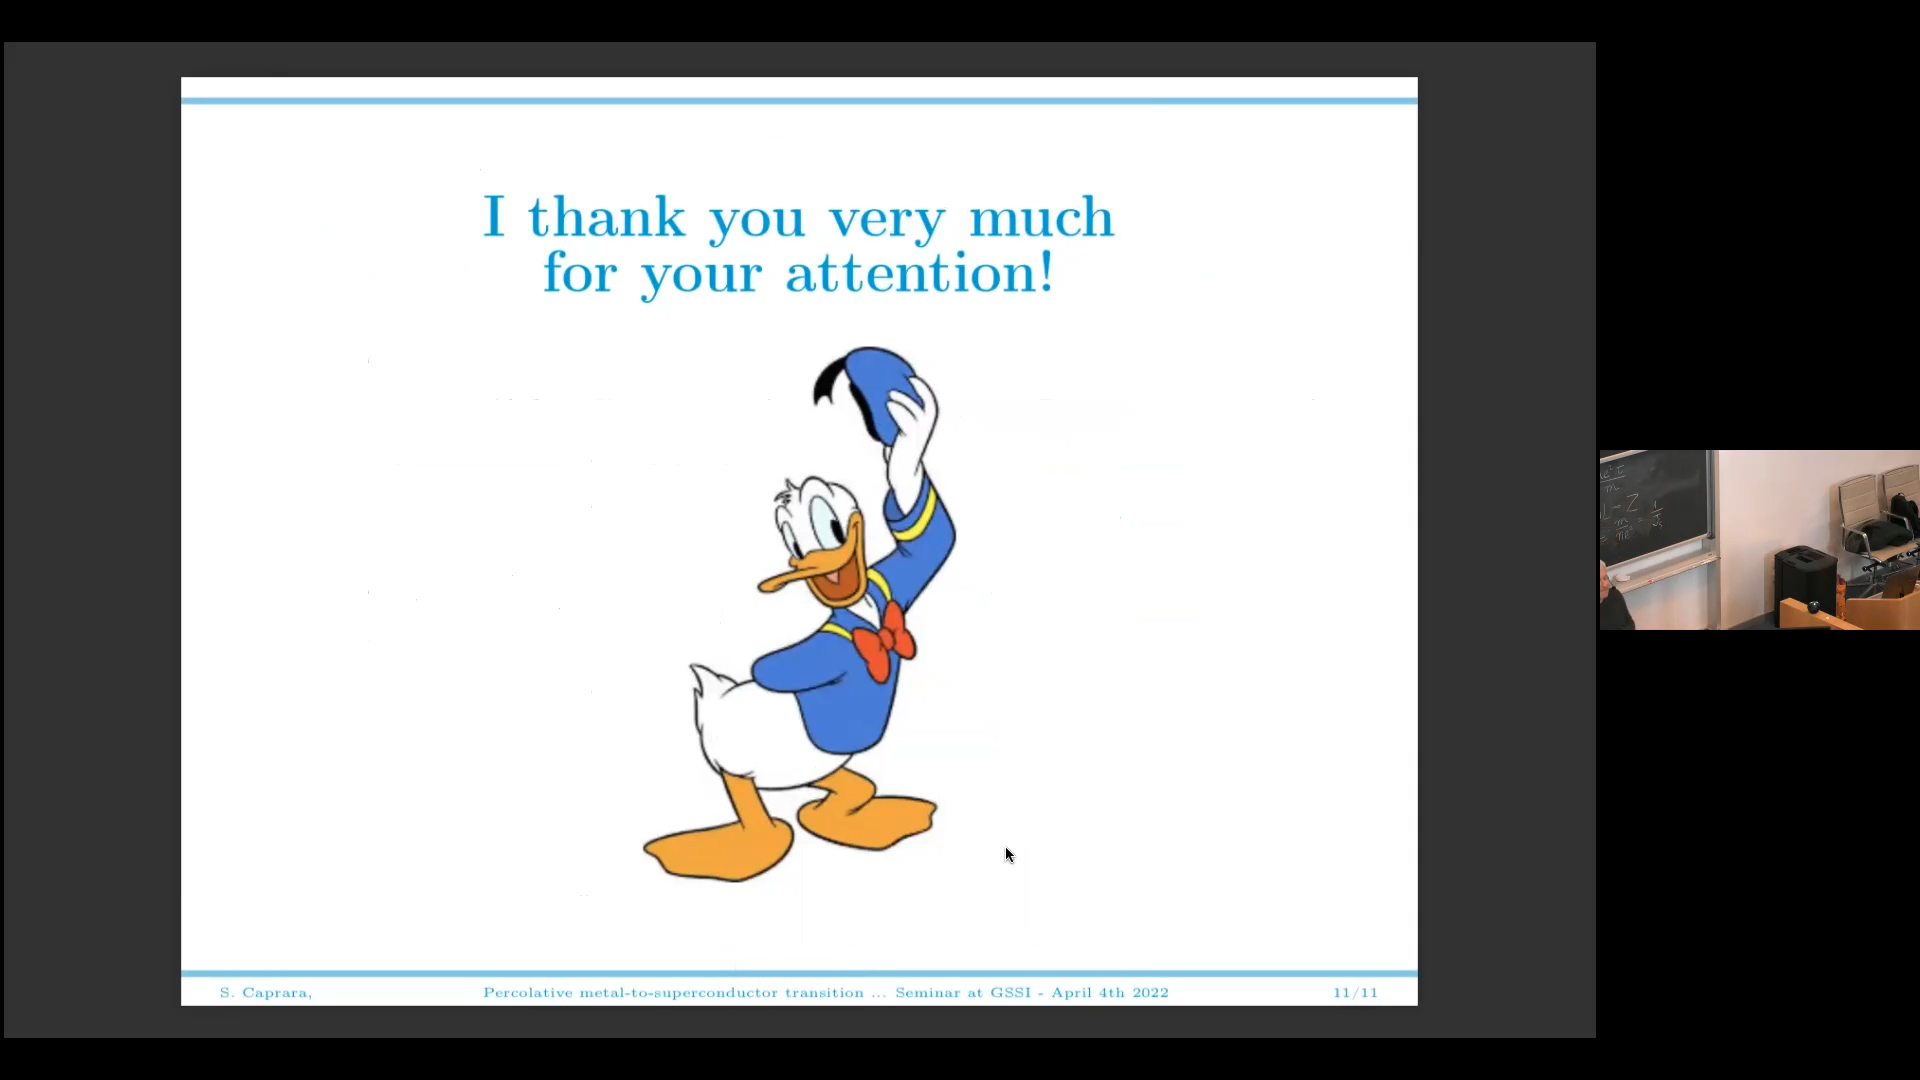 I thank you very much
for your attention!
S. Caprara,
Percolative metal-to-superconductor transition ... Seminar at GSSI - April 4th 2022
11/11